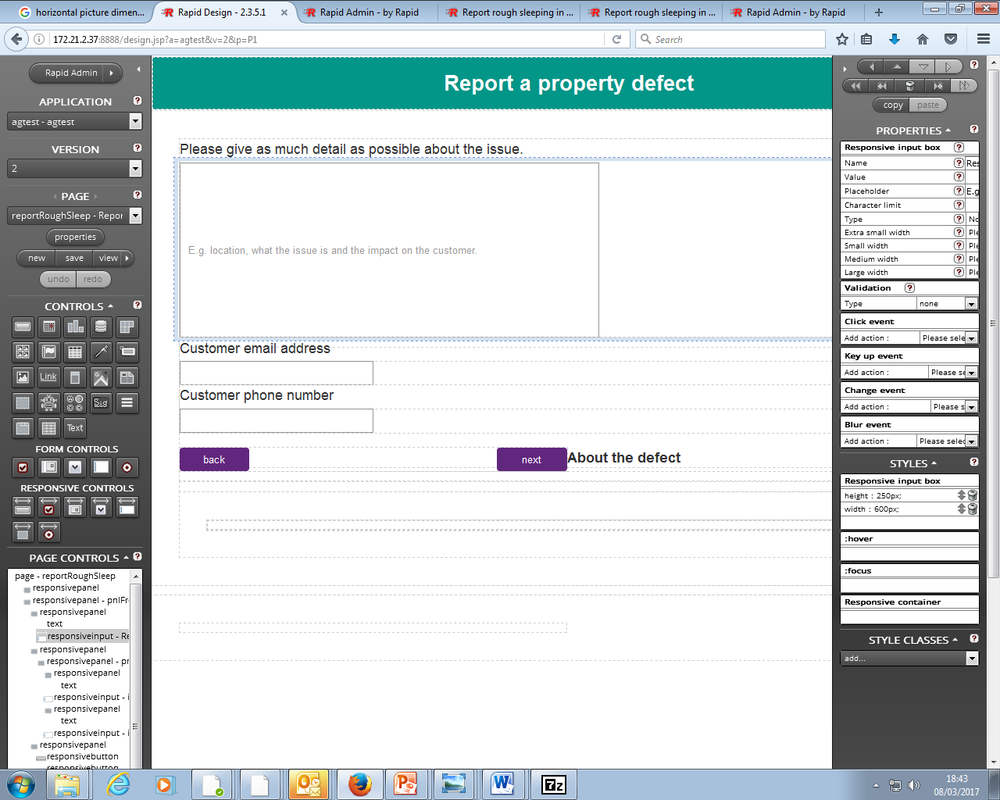 horizontal picture dimen...
Rapid Design - 2.3.5.1
Rapid Admin - by Rapid
Report rough sleeping in ...
Report rough sleeping in ...
Rapid Admin - by Rapid
172.21.2.37:8888/design.jsp?a=agtest&v=2&p=P1
Search
Rapid Admin
APPLICATION
agtest - agtest
VERSION
2
PAGE
reportRoughSleep - Repor
properties
new save view
undo redo
CONTROLS
Link
Sig
Text
FORM CONTROLS
RESPONSIVE CONTROLS
PAGE CONTROLS
page - reportRoughSleep
responsivepanel
responsivepanel - pnlFr
responsivepanel
text
responsiveinput - Re
responsivepanel
responsivepanel - pr
responsivepanel
text
responsiveinput - i
responsivepanel
text
responsiveinput - i
responsivepanel
responsivebutton
responsivebutton
Report a property defect
Please give as much detail as possible about the issue.
E.g. location, what the issue is and the impact on the customer.
Customer email address
Customer phone number
back
next
About the defect
copy paste
PROPERTIES
Responsive input box ?
Name ? Res
Value ?
Placeholder ? E.g
Character limit ?
Type ? No
Extra small width ? Ple
Small width ? Ple
Medium width ? Ple
Large width ? Ple
Validation ?
Type none
Click event
Add action : Please sele
Key up event
Add action : Please se
Change event
Add action : Please s
Blur event
Add action : Please selec
STYLES
Responsive input box
height : 250px;
width : 600px;
:hover
:focus
Responsive container
STYLE CLASSES
add...
7z
18:43
08/03/2017